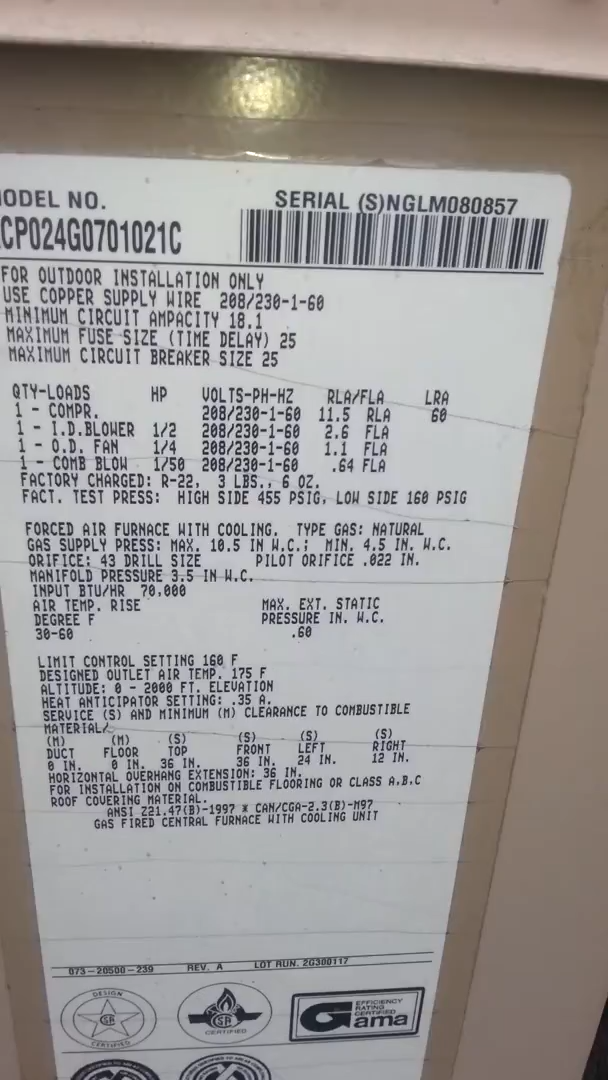 ODEL NO.
SERIAL (S)NGLM080857
CP024G0701021C
FOR OUTDOOR INSTALLATION ONLY
USE COPPER SUPPLY WIRE 208/230-1-60
MINIMUM CIRCUIT AMPACITY 18.1
MAXIMUM FUSE SIZE (TIME DELAY) 25
MAXIMUM CIRCUIT BREAKER SIZE 25
QTY-LOADS HP VOLTS-PH-HZ RLA/FLA LRA
1 - COMPR. 208/230-1-60 11.5 RLA 60
1 - I.D.BLOWER 1/2 208/230-1-60 2.6 FLA
1 - O.D. FAN 1/4 208/230-1-60 1.1 FLA
1 - COMB BLOW 1/50 208/230-1-60 .64 FLA
FACTORY CHARGED: R-22, 3 LBS., 6 OZ.
FACT. TEST PRESS: HIGH SIDE 455 PSIG, LOW SIDE 160 PSIG
FORCED AIR FURNACE WITH COOLING. TYPE GAS: NATURAL
GAS SUPPLY PRESS: MAX. 10.5 IN W.C.; MIN. 4.5 IN. W.C.
ORIFICE: 43 DRILL SIZE PILOT ORIFICE .022 IN.
MANIFOLD PRESSURE 3.5 IN W.C.
INPUT BTU/HR 70,000
AIR TEMP. RISE MAX. EXT. STATIC
DEGREE F PRESSURE IN. W.C.
30-60 .60
LIMIT CONTROL SETTING 160 F
DESIGNED OUTLET AIR TEMP. 175 F
ALTITUDE: 0 - 2000 FT. ELEVATION
HEAT ANTICIPATOR SETTING: .35 A.
SERVICE (S) AND MINIMUM (M) CLEARANCE TO COMBUSTIBLE
MATERIAL/
(M) (M) (S) (S) (S) (S)
DUCT FLOOR TOP FRONT LEFT RIGHT
0 IN. 0 IN. 36 IN. 36 IN. 24 IN. 12 IN.
HORIZONTAL OVERHANG EXTENSION: 36 IN.
FOR INSTALLATION ON COMBUSTIBLE FLOORING OR CLASS A.B.C
ROOF COVERING MATERIAL.
ANSI Z21.47(B)-1997 * CAN/CGA-2.3(B)-M97
GAS FIRED CENTRAL FURNACE WITH COOLING UNIT
073-20500-239 REV. A LOT RUN. 2G300117
DESIGN
CERTIFIED
CERTIFIED
EFFICIENCY
RATING
CERTIFIED
Gama